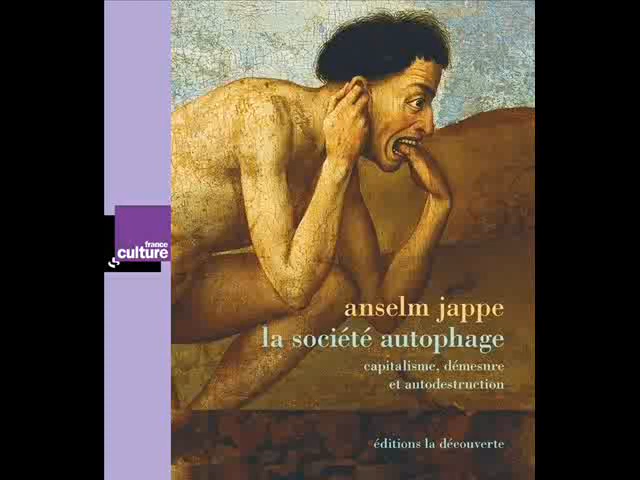 france
culture
anselm jappe
la société autophage
capitalisme, démesure
et autodestruction
éditions la découverte